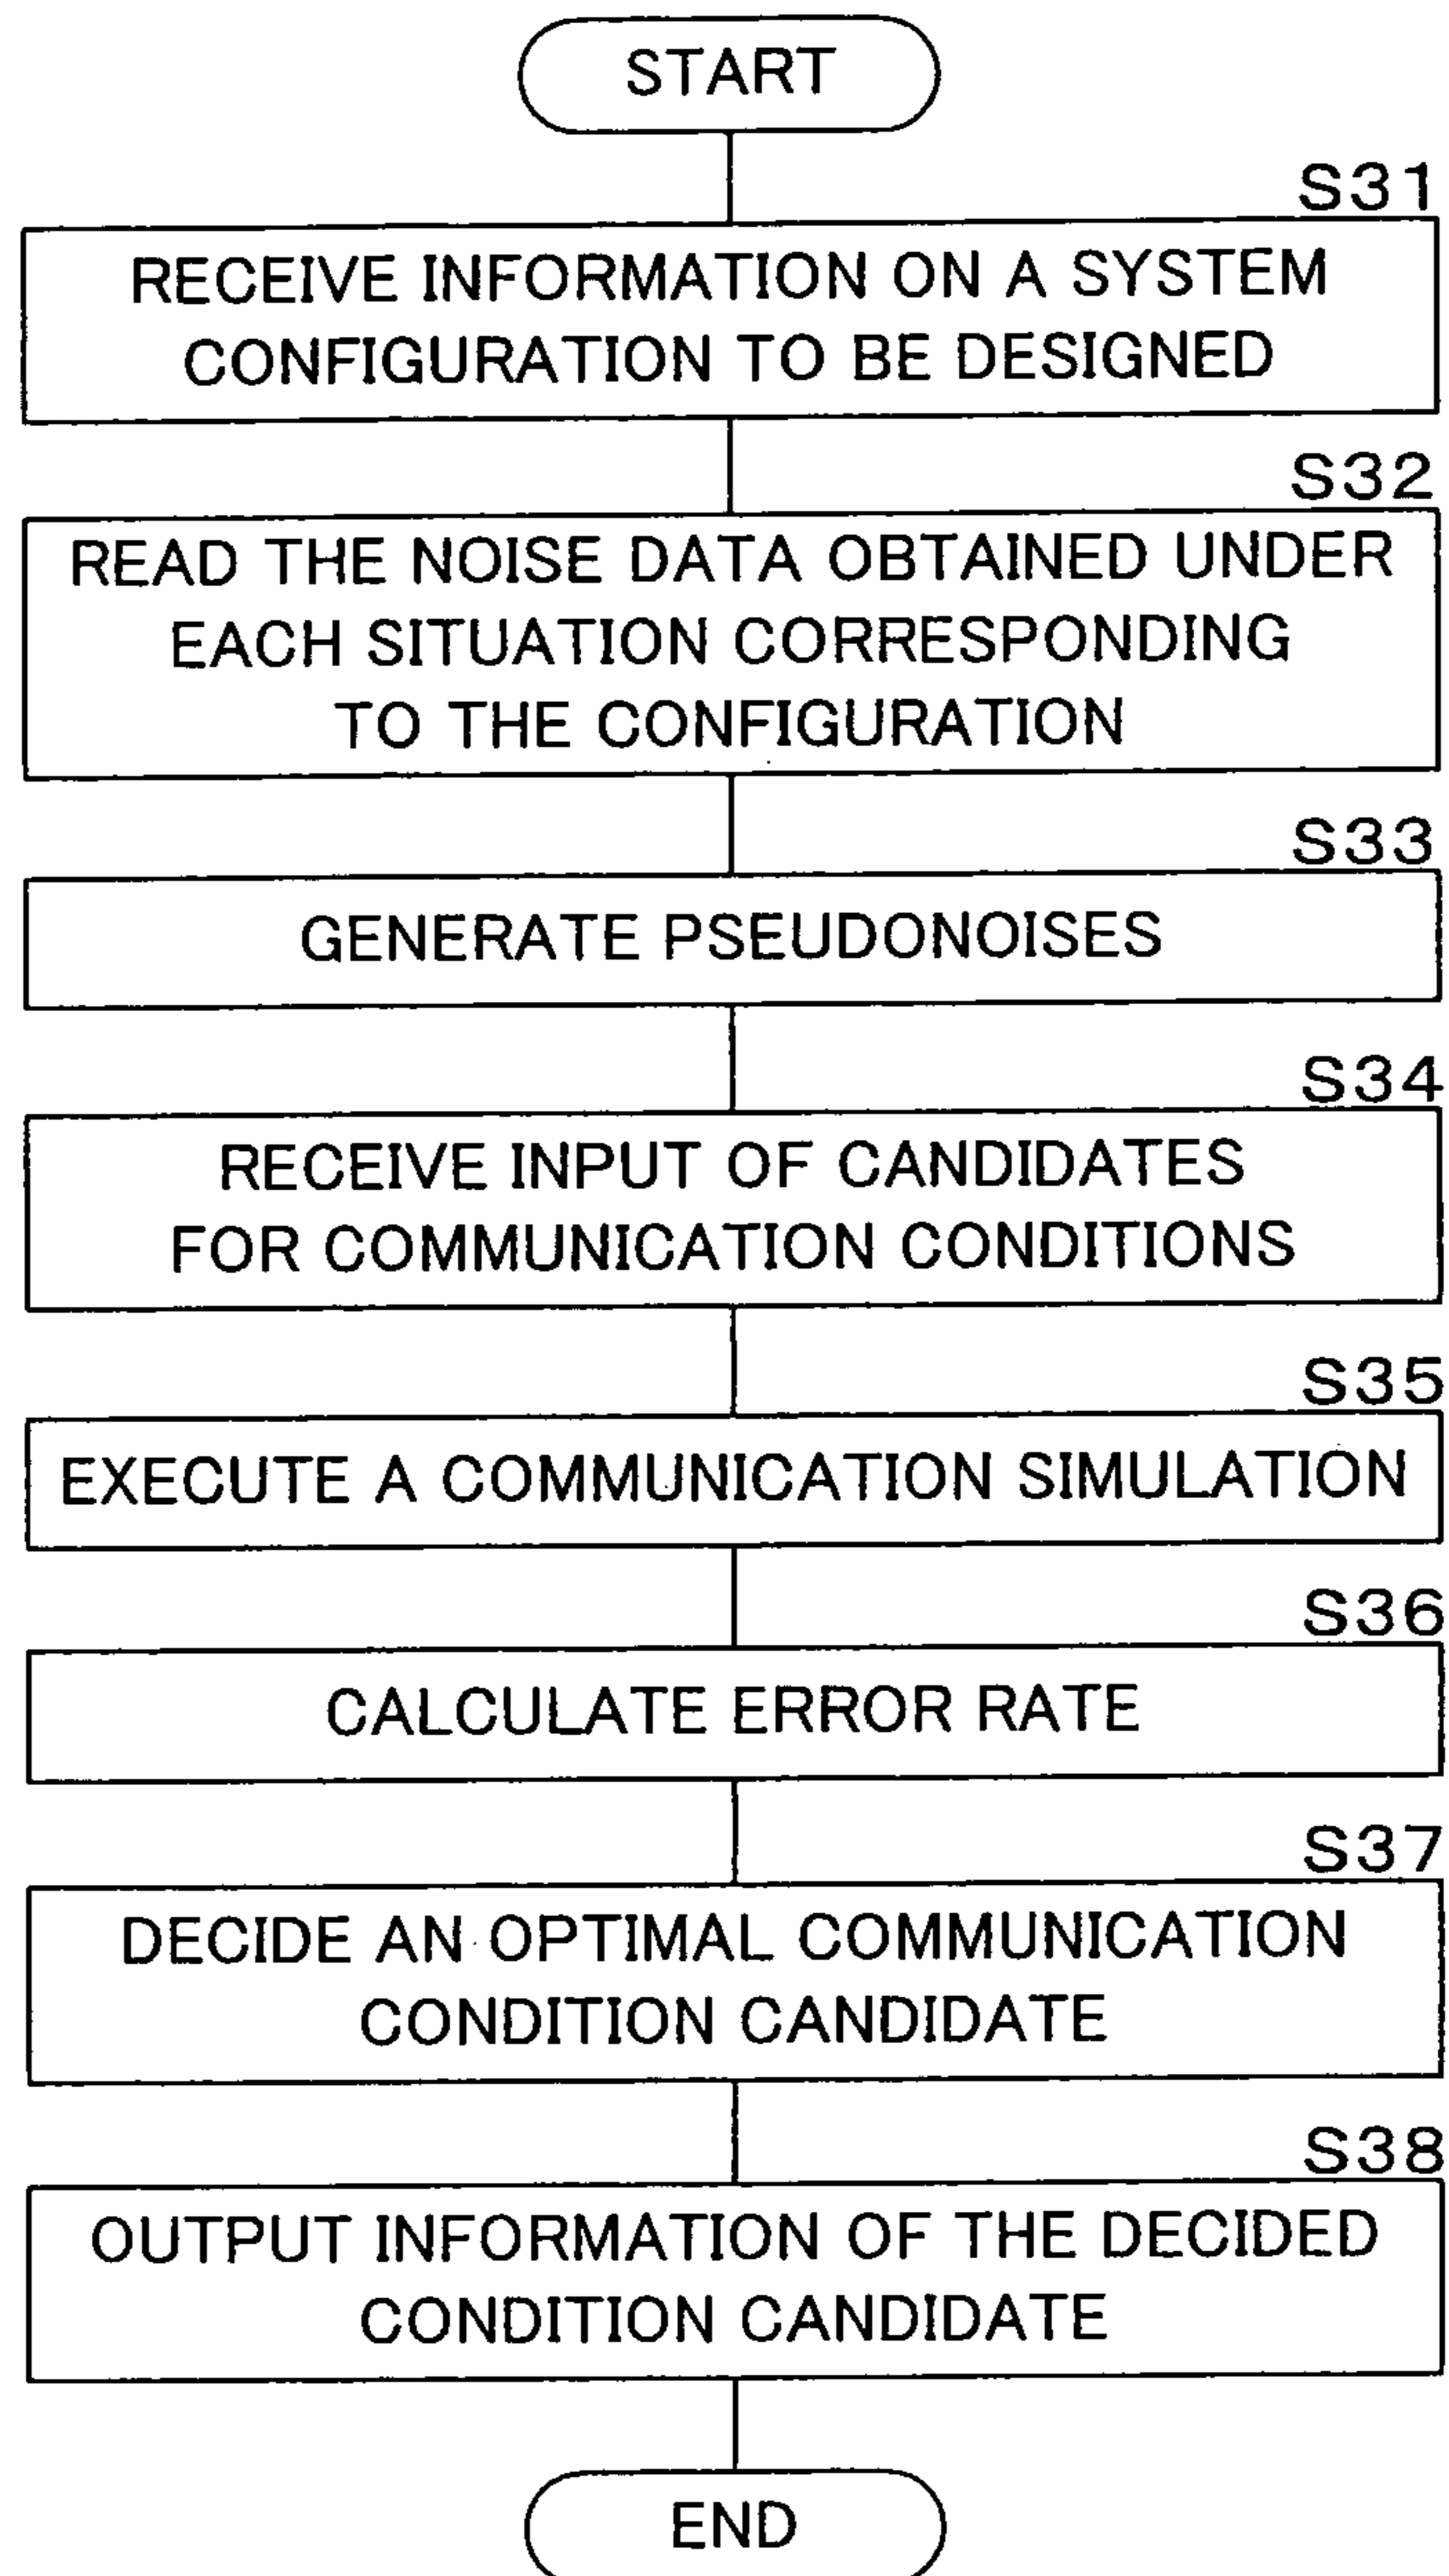 START
S31
RECEIVE INFORMATION ON A SYSTEM
CONFIGURATION TO BE DESIGNED
S32
READ THE NOISE DATA OBTAINED UNDER
EACH SITUATION CORRESPONDING
TO THE CONFIGURATION
S33
GENERATE PSEUDONOISES
S34
RECEIVE INPUT OF CANDIDATES
FOR COMMUNICATION CONDITIONS
S35
EXECUTE A COMMUNICATION SIMULATION
S36
CALCULATE ERROR RATE
S37
DECIDE AN OPTIMAL COMMUNICATION
CONDITION CANDIDATE
S38
OUTPUT INFORMATION OF THE DECIDED
CONDITION CANDIDATE
END